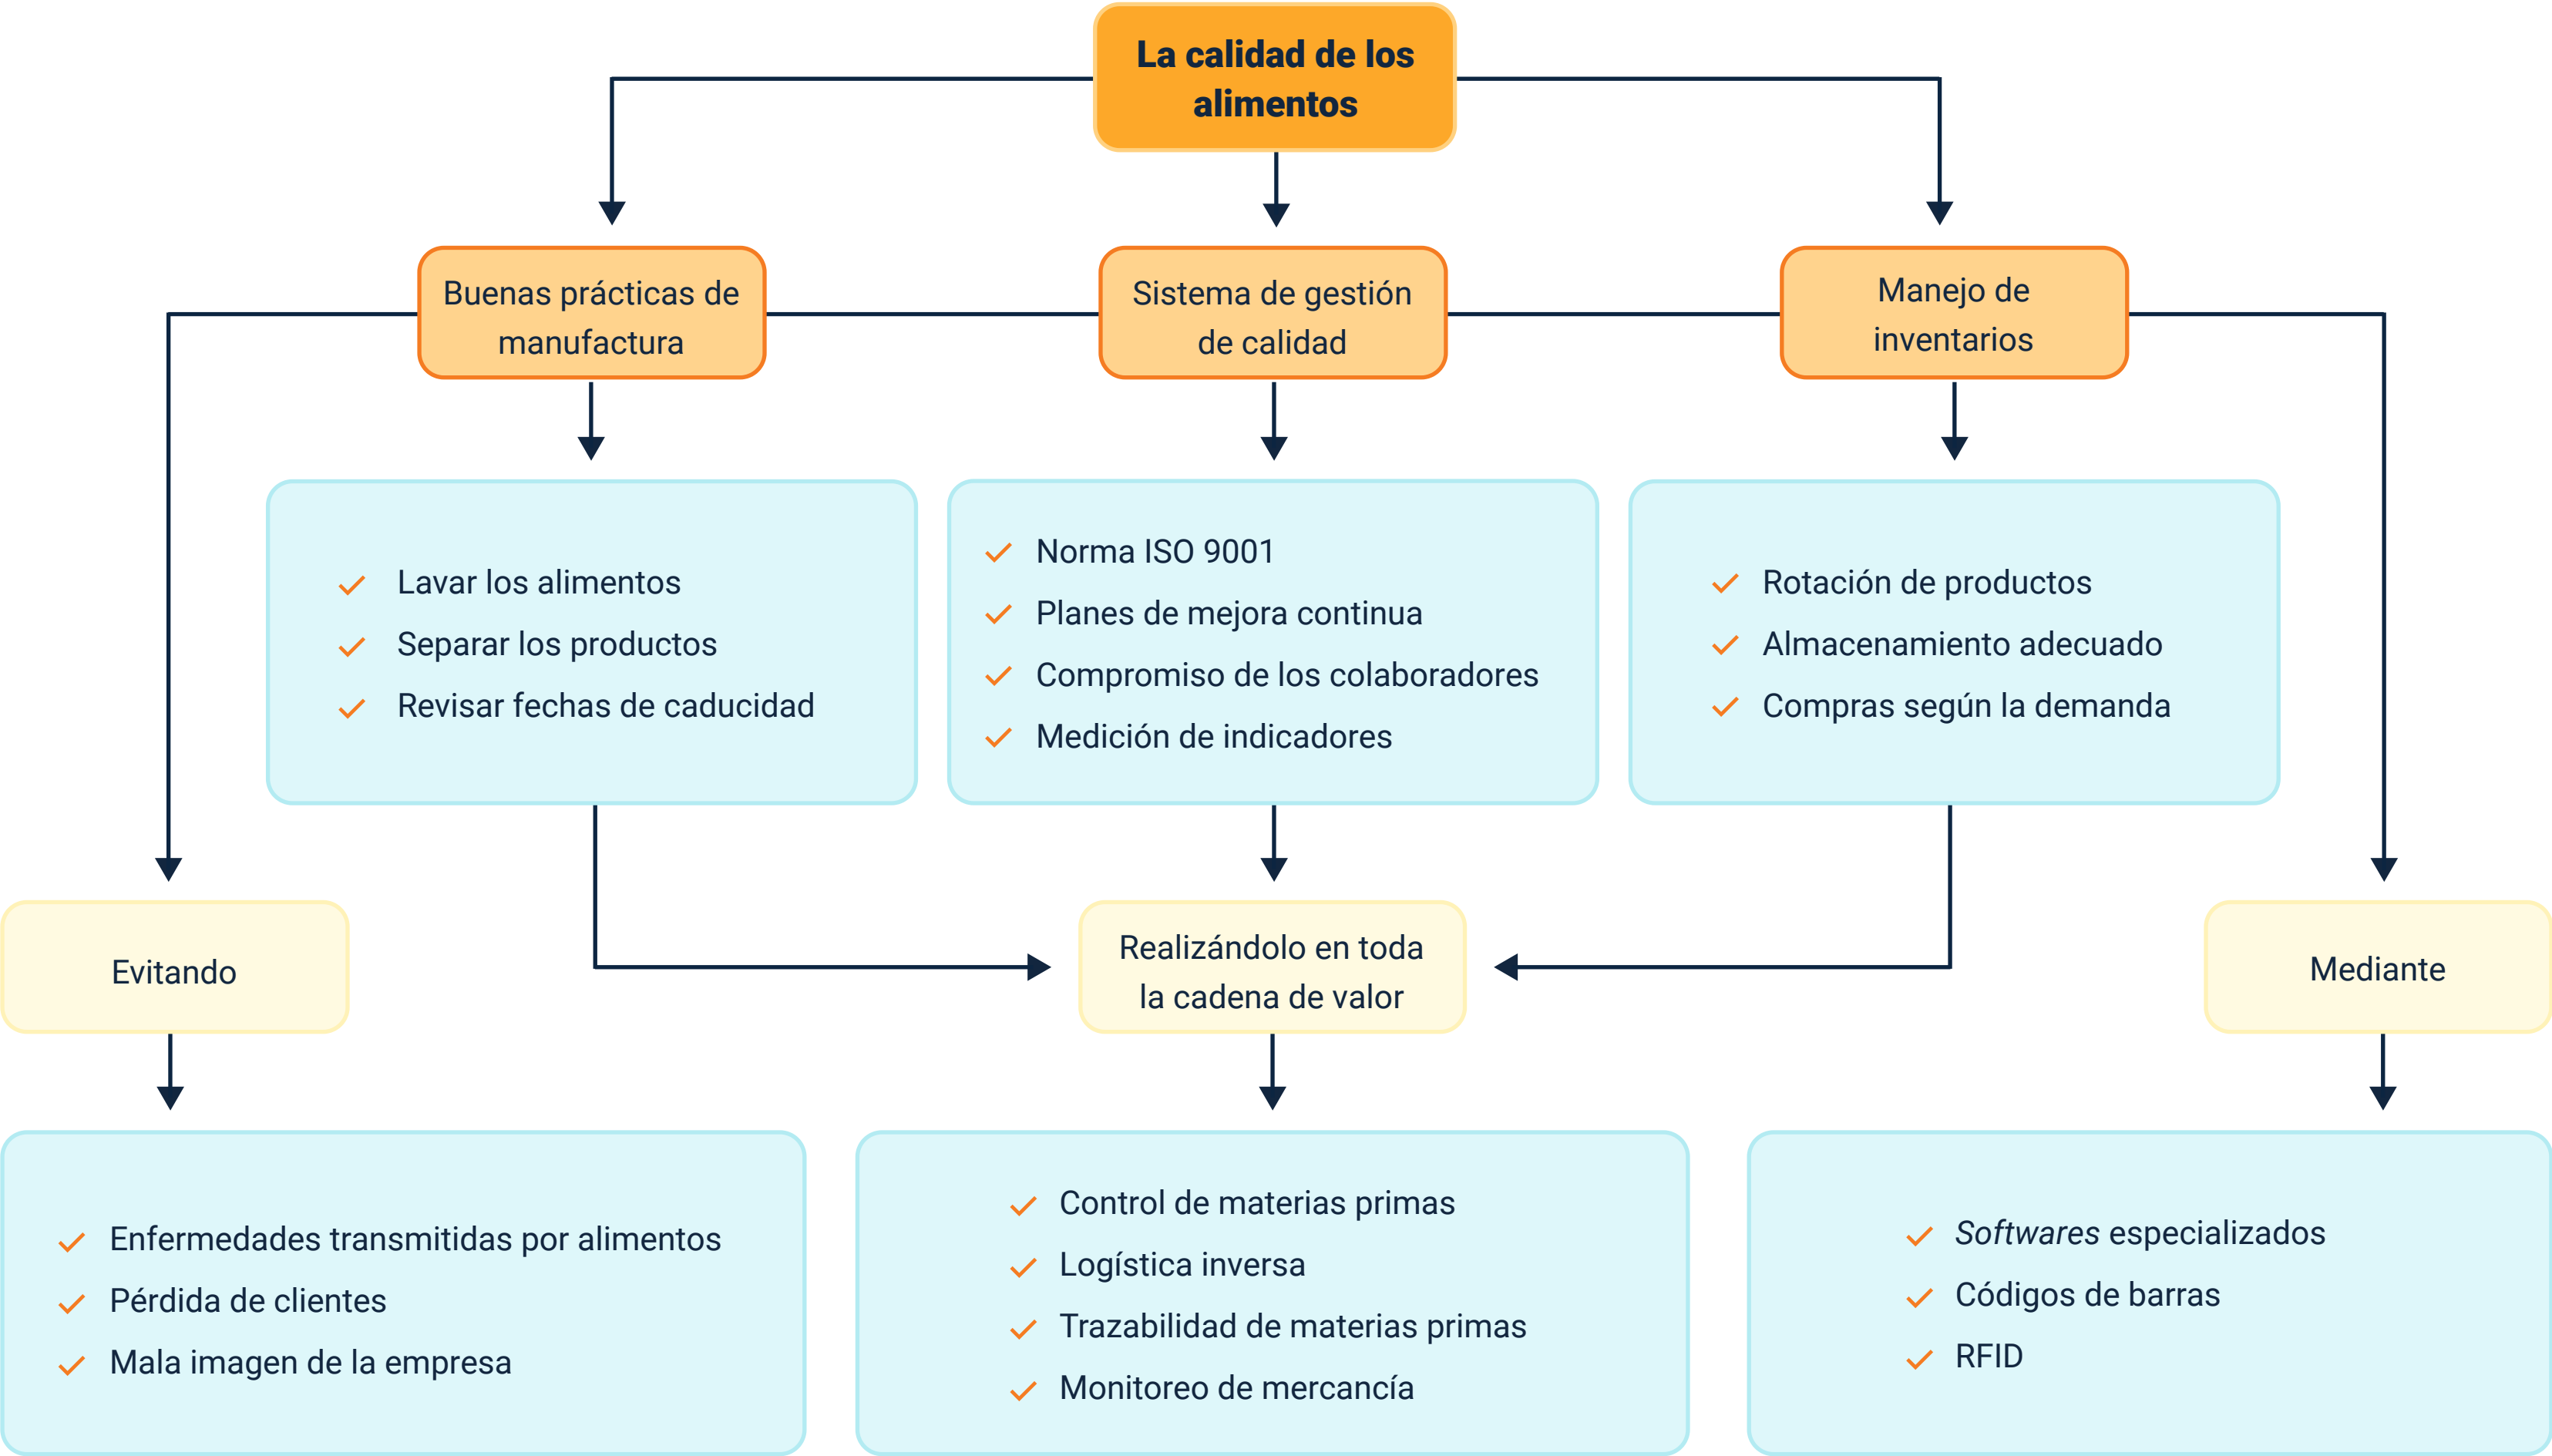 La calidad de los
alimentos
Buenas prácticas de
manufactura
Sistema de gestión
de calidad
Manejo de
inventarios
Lavar los alimentos
Separar los productos
Revisar fechas de caducidad
Norma ISO 9001
Planes de mejora continua
Compromiso de los colaboradores
Medición de indicadores
Rotación de productos
Almacenamiento adecuado
Compras según la demanda
Evitando
Realizándolo en toda
la cadena de valor
Mediante
Enfermedades transmitidas por alimentos
Pérdida de clientes
Mala imagen de la empresa
Control de materias primas
Logística inversa
Trazabilidad de materias primas
Monitoreo de mercancía
Softwares especializados
Códigos de barras
RFID